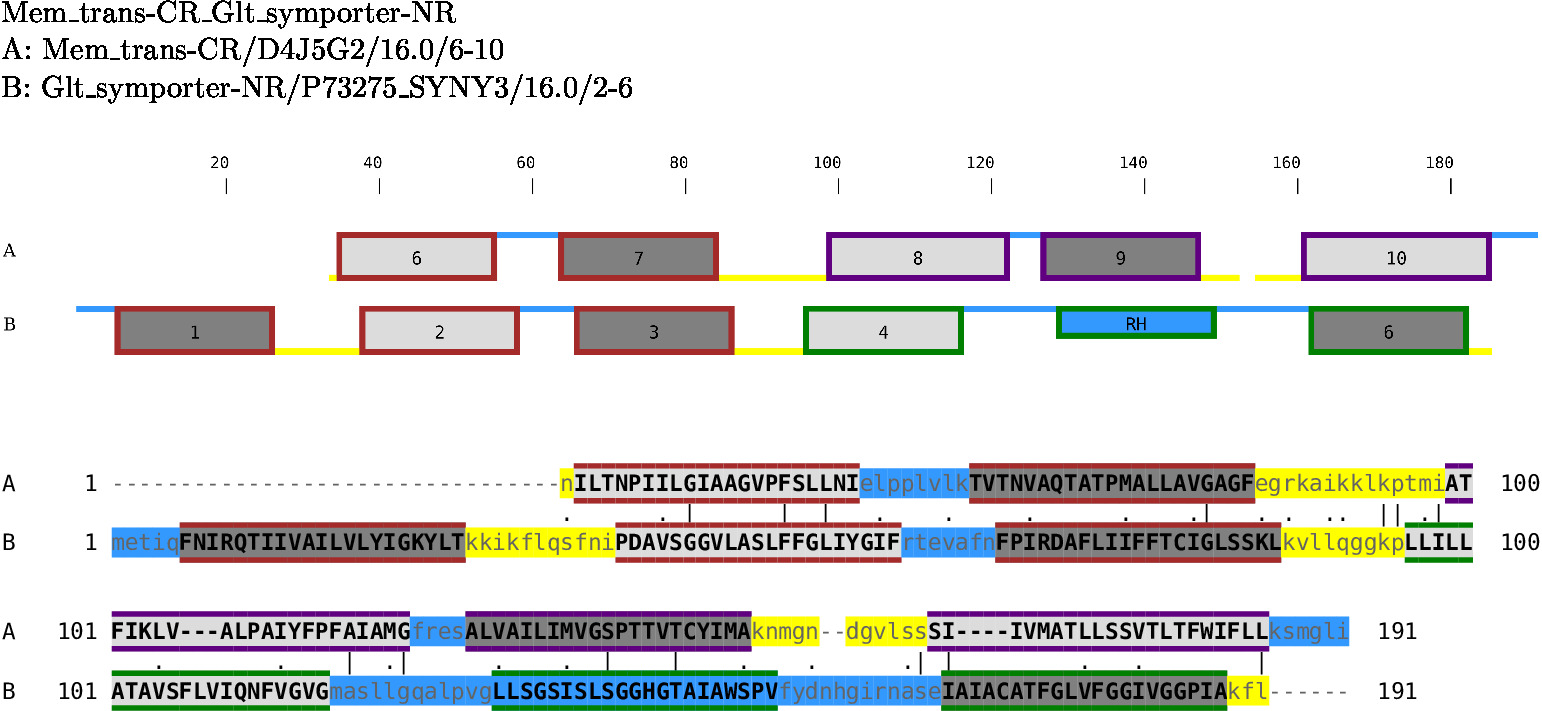 Mem_trans-CR_Glt_symporter-NR
A: Mem_trans-CR/D4J5G2/16.0/6-10
B: Glt_symporter-NR/P73275_SYNY3/16.0/2-6
20 40 60 80 100 120 140 160 180
A 6 7 8 9 10
B 1 2 3 4 RH 6
A 1 ---------------------------------nILTNPIILGIAAGVPFSLLNIelpplvlkTVTNVAQTATPMALLAVGAGFegrkaikklkptmiAT 100
B 1 metiqFNIRQTIIVAILVLYIGKYLTkkikflqsfniPDAVSGGVLASLFFGLIYGIFrtevafnFPIRDAFLIIFFTCIGLSSKLkvllqggkpLLILL 100
A 101 FIKLV---ALPAIYFPFAIAMGfresALVAILIMVGSPTTVTCYIMAknmgn--dgvlssSI----IVMATLLSSVTLTFWIFLLksmgli 191
B 101 ATAVSFLVIQNFVGVGmasllgqalpvgLLSGSISLSGGHGTAIAWSPVfydnhgirnaseIAIACATFGLVFGGIVGGPIAkfl------ 191